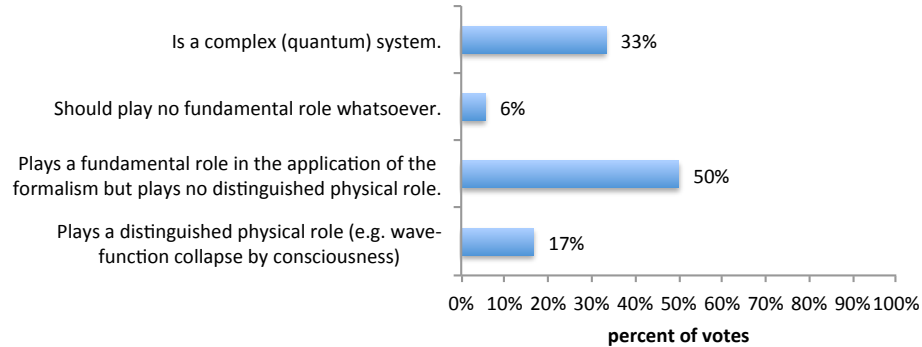 Is a complex (quantum) system.
33%
Should play no fundamental role whatsoever.
6%
Plays a fundamental role in the application of the
formalism but plays no distinguished physical role.
50%
Plays a distinguished physical role (e.g. wave-
function collapse by consciousness)
17%
0% 10% 20% 30% 40% 50% 60% 70% 80% 90% 100%
percent of votes